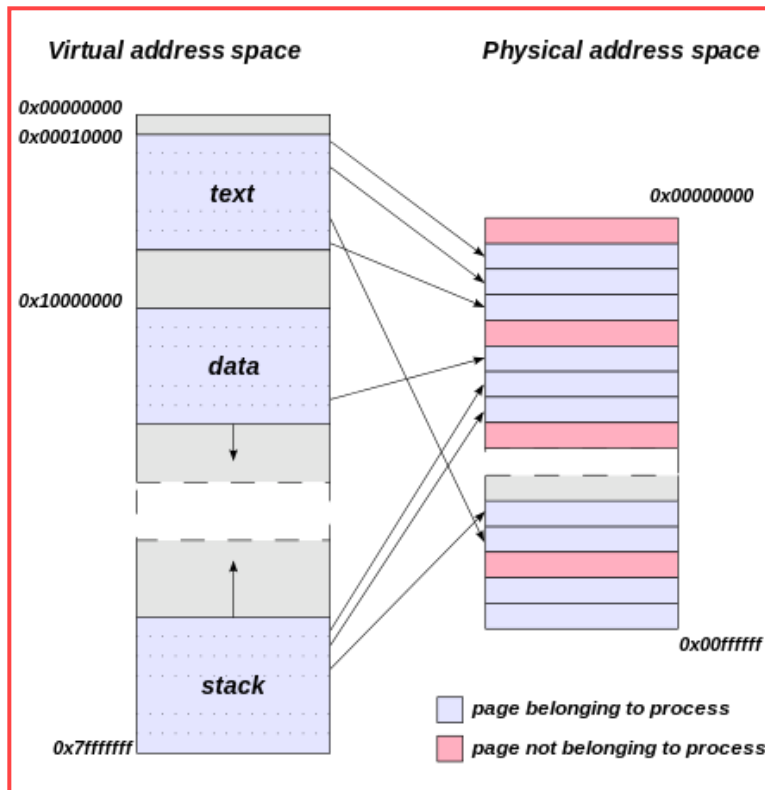 Virtual address space
Physical address space
0x00000000
0x00010000
text
0x00000000
0x10000000
data
stack
0x00ffffff
page belonging to process
0x7fffffff
page not belonging to process